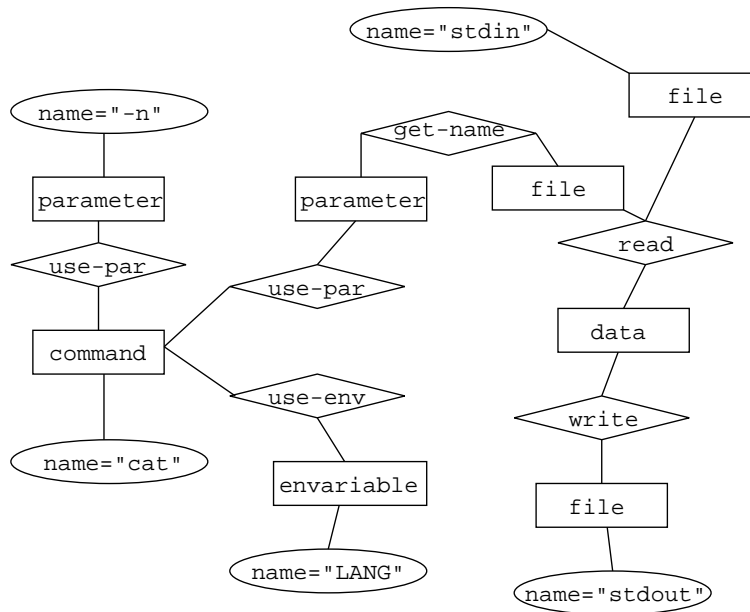 name="stdin"
file
name="-n"
get-name
parameter
parameter
file
use-par
read
use-par
command
data
use-env
write
name="cat"
envariable
file
name="LANG"
name="stdout"